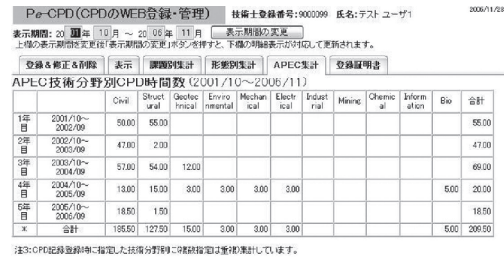 Pe-CPD(CPDのWEB登録・管理) 技術士登録番号:9000099 氏名:テスト ユーザ1 2006/11/28
表示期間: 20 01 年 10 月 ～ 20 06 年 11 月 表示期間の変更
上欄の表示期間を変更後「表示期間の変更」ボタンを押すと、下欄の明細表示が対応して更新されます。
登録＆修正＆削除 表示 課題別集計 形態別集計 APEC集計 登録証明書
APEC技術分野別CPD時間数(2001/10～2006/11)
Civil Structural Geotechnical Environmental Mechanical Electrical Industrial Mining Chemical Information Bio 合計
1年目 2001/10～2002/09 50.00 55.00 55.00
2年目 2002/10～2003/09 47.00 2.00 47.00
3年目 2003/10～2004/09 57.00 54.00 12.00 69.00
4年目 2004/10～2005/09 13.00 15.00 3.00 3.00 3.00 3.00 5.00 20.00
5年目 2005/10～2006/09 18.50 1.50 18.50
* 合計 185.50 127.50 15.00 3.00 3.00 3.00 5.00 209.50
注3:CPD記録登録時に指定した技術分野別に複数指定は重複集計しています。